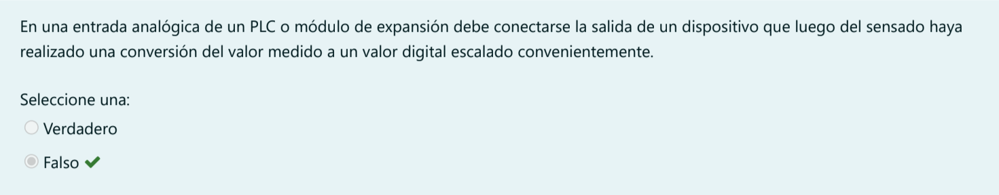 En una entrada analógica de un PLC o módulo de expansión debe conectarse la salida de un dispositivo que luego del sensado haya
realizado una conversión del valor medido a un valor digital escalado convenientemente.
Seleccione una:
Verdadero
Falso